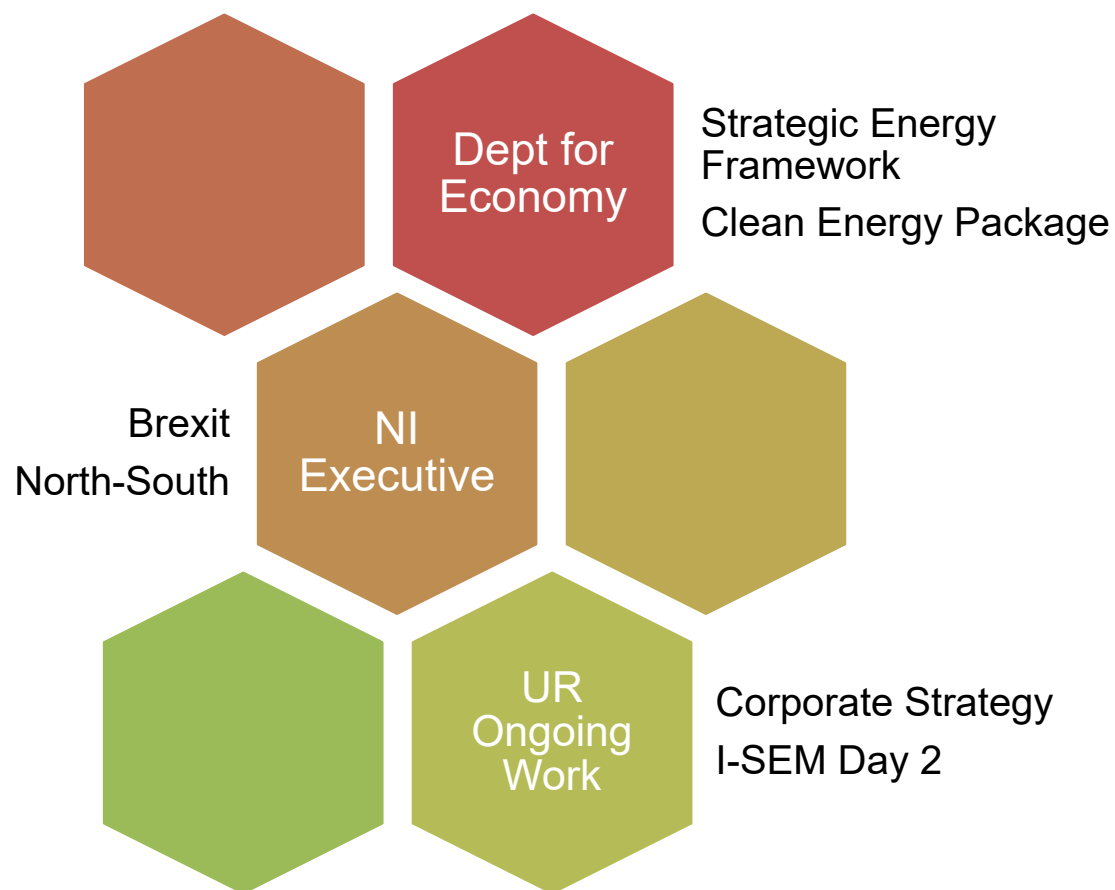 Dept for
Economy
Strategic Energy
Framework
Clean Energy Package
Brexit
North-South
NI
Executive
UR
Ongoing
Work
Corporate Strategy
I-SEM Day 2